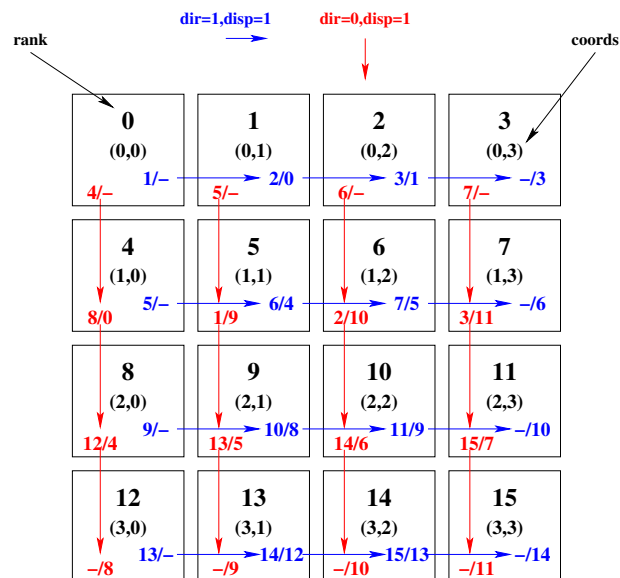 dir=1,disp=1 dir=0,disp=1
rank coords
0 1 2 3
(0,0) (0,1) (0,2) (0,3)
1/− 2/0 3/1 −/3
4/− 5/− 6/− 7/−
4 5 6 7
(1,0) (1,1) (1,2) (1,3)
5/− 6/4 7/5 −/6
8/0 1/9 2/10 3/11
8 9 10 11
(2,0) (2,1) (2,2) (2,3)
9/− 10/8 11/9 −/10
12/4 13/5 14/6 15/7
12 13 14 15
(3,0) (3,1) (3,2) (3,3)
13/− 14/12 15/13 −/14
−/8 −/9 −/10 −/11